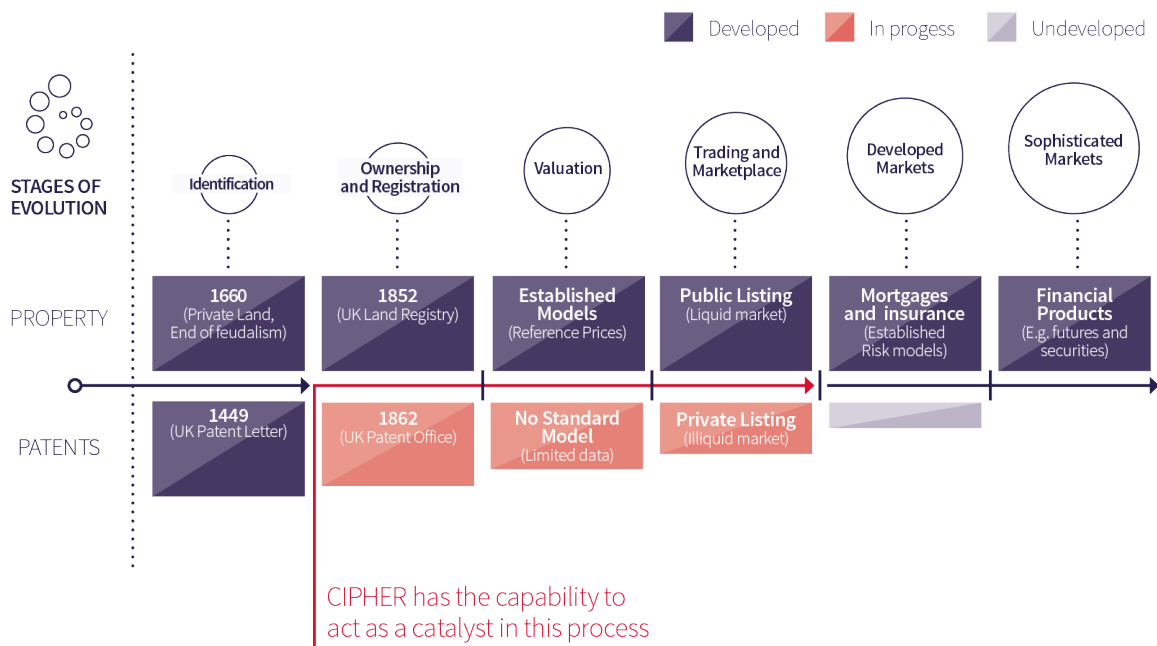 Developed
In progess
Undeveloped
STAGES OF
EVOLUTION
Identification
Ownership
and Registration
Valuation
Trading and
Marketplace
Developed
Markets
Sophisticated
Markets
PROPERTY
1660
(Private Land,
End of feudalism)
1852
(UK Land Registry)
Established
Models
(Reference Prices)
Public Listing
(Liquid market)
Mortgages
and insurance
(Established
Risk models)
Financial
Products
(E.g. futures and
securities)
PATENTS
1449
(UK Patent Letter)
1862
(UK Patent Office)
No Standard
Model
(Limited data)
Private Listing
(Illiquid market)
CIPHER has the capability to
act as a catalyst in this process